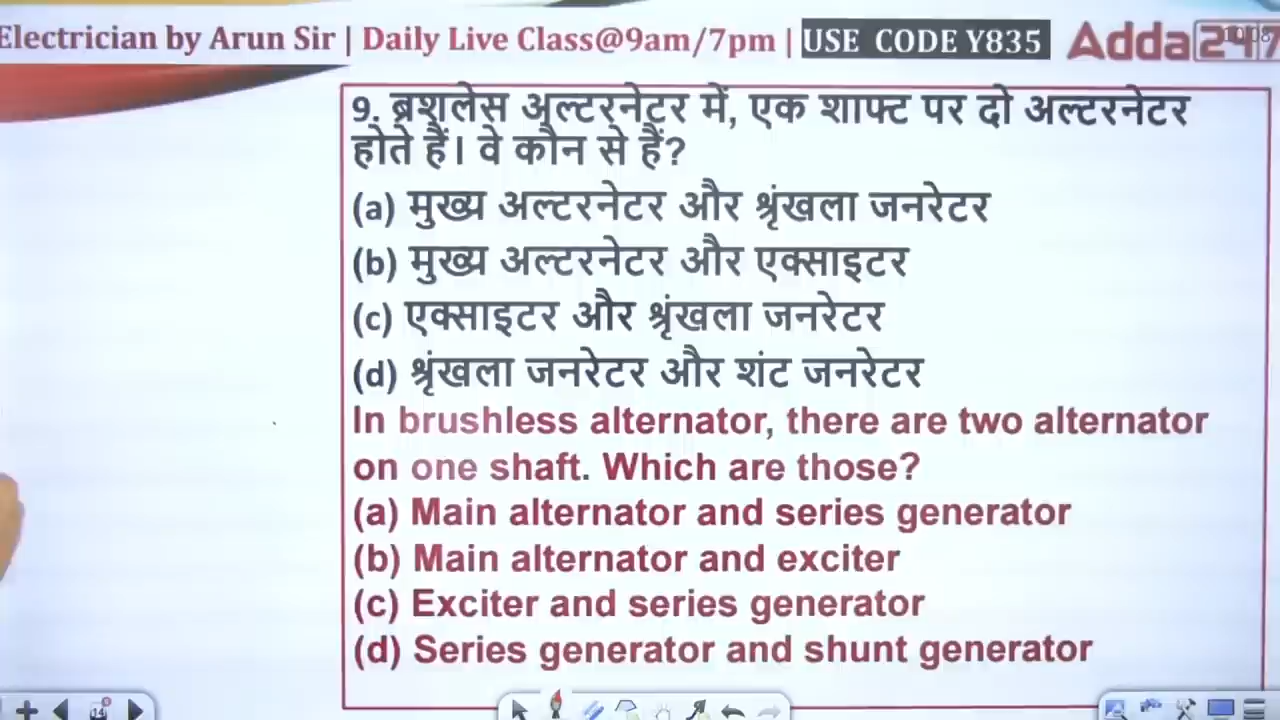 Electrician by Arun Sir | Daily Live Class@9am/7pm | USE CODE Y835 Adda247
9. ब्रशलेस अल्टरनेटर में, एक शाफ्ट पर दो अल्टरनेटर
होते हैं। वे कौन से हैं?
(a) मुख्य अल्टरनेटर और श्रृंखला जनरेटर
(b) मुख्य अल्टरनेटर और एक्साइटर
(c) एक्साइटर और श्रृंखला जनरेटर
(d) श्रृंखला जनरेटर और शंट जनरेटर
In brushless alternator, there are two alternator
on one shaft. Which are those?
(a) Main alternator and series generator
(b) Main alternator and exciter
(c) Exciter and series generator
(d) Series generator and shunt generator
14